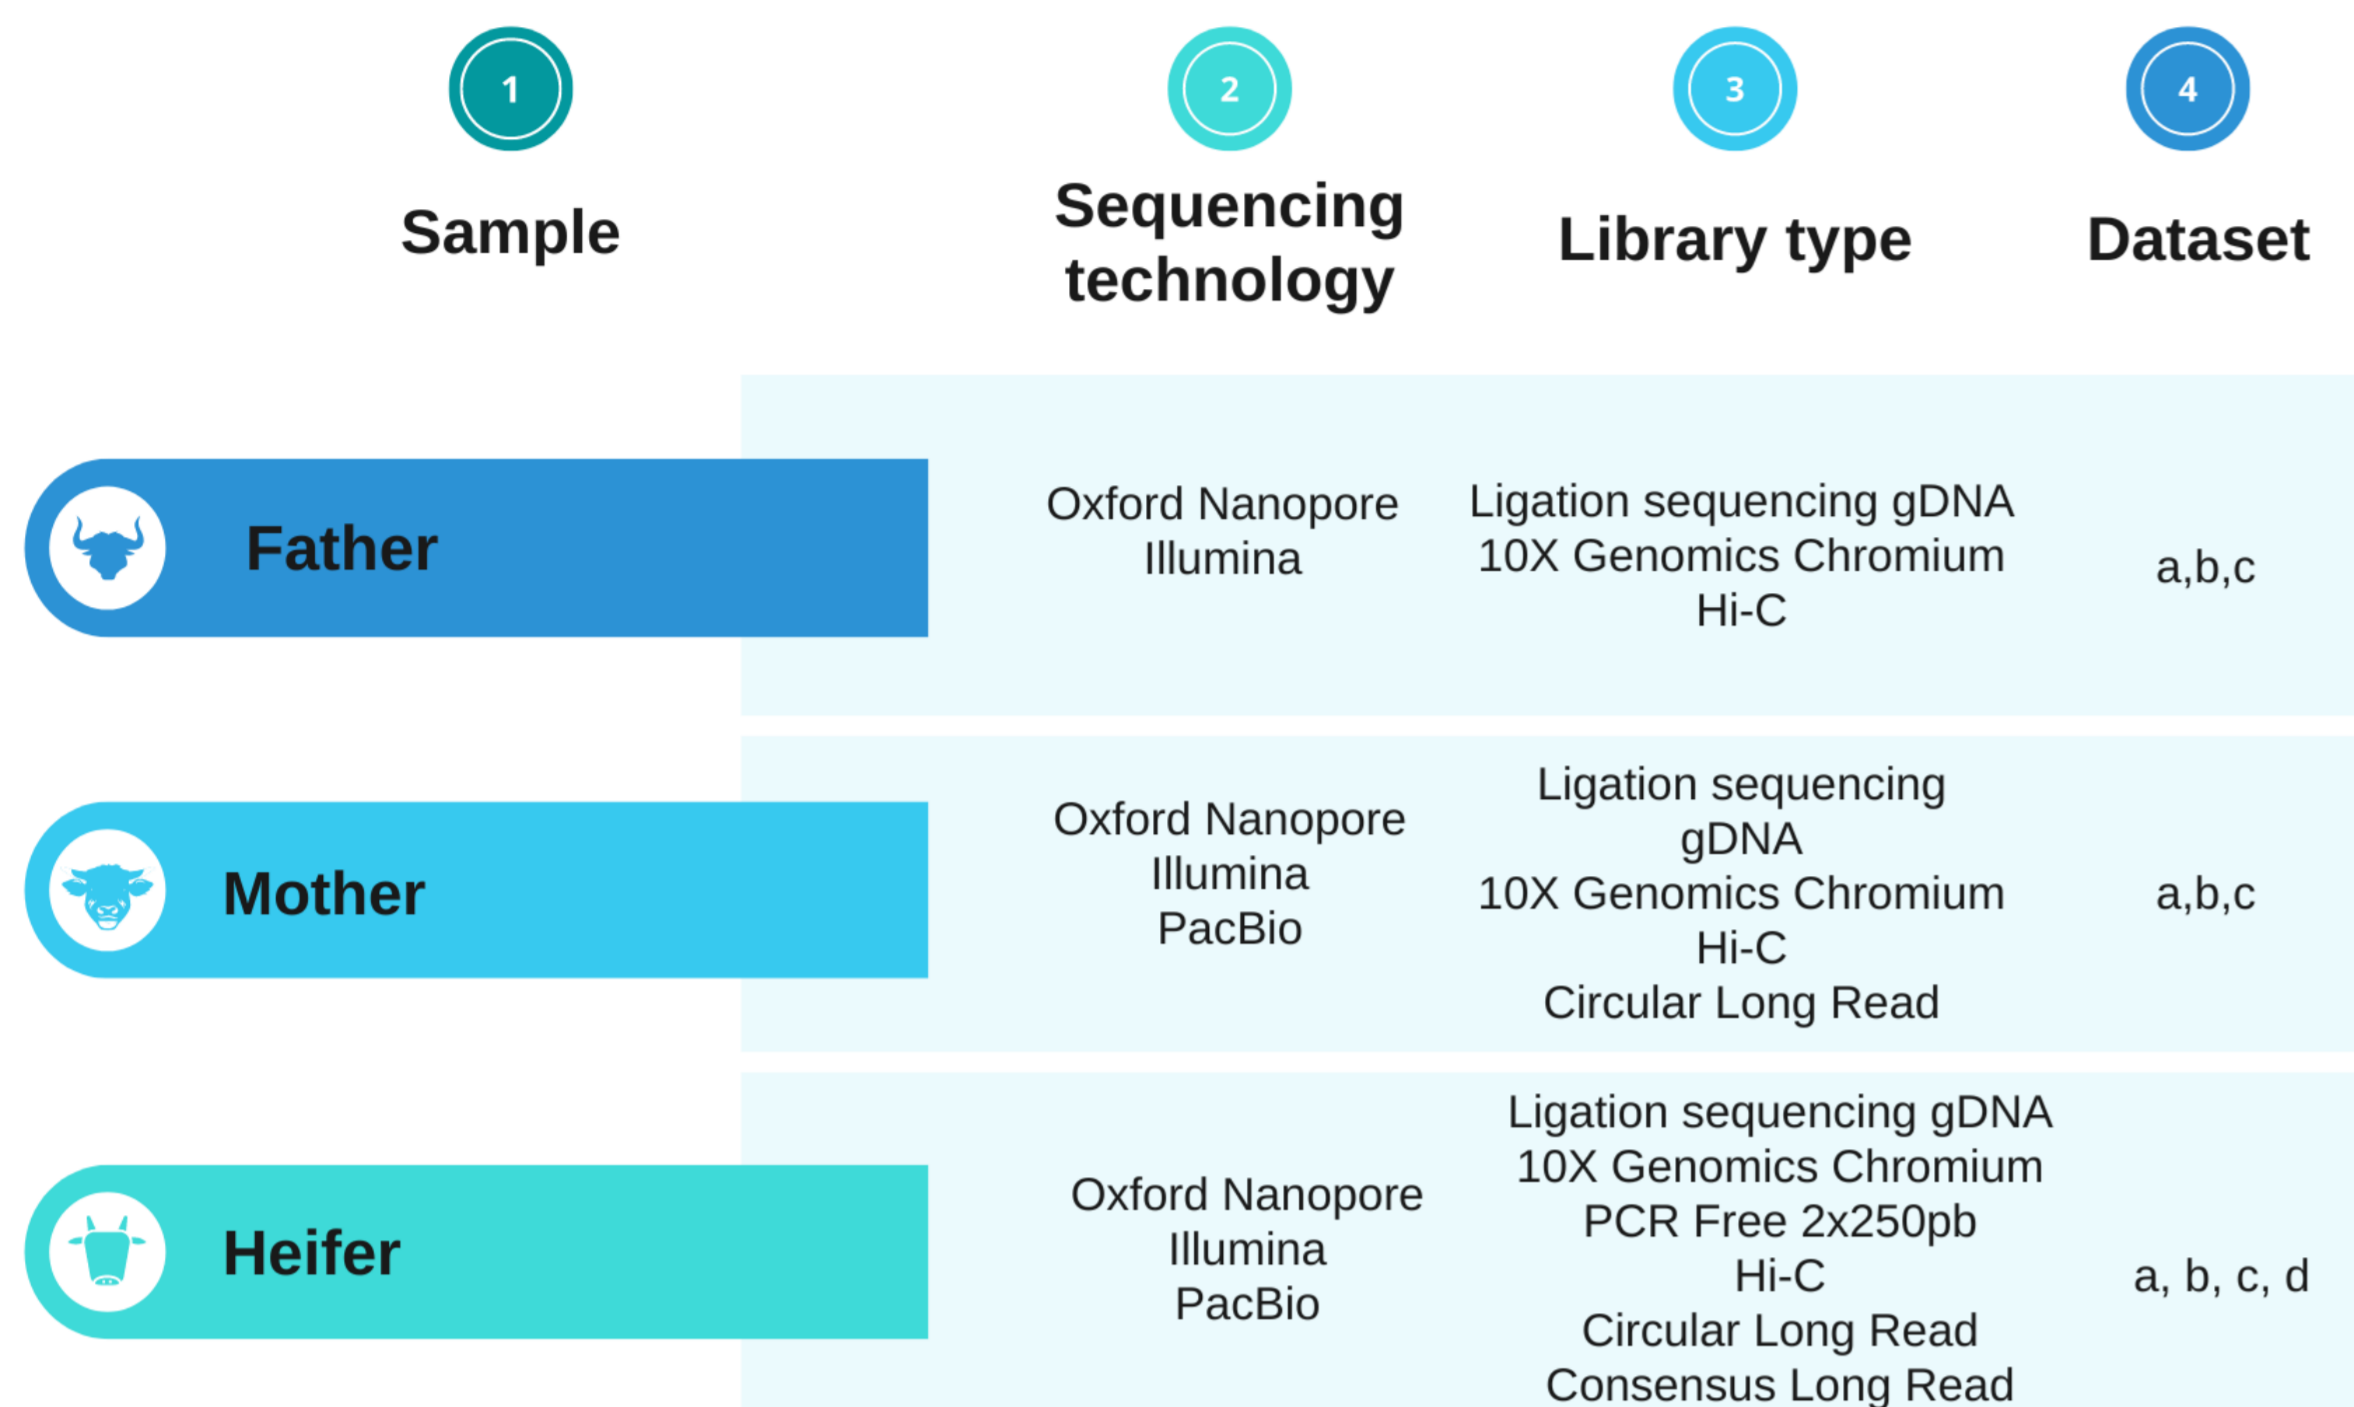 1
2
3
4
Sample
Sequencing
technology
Library type
Dataset
Father
Oxford Nanopore
Illumina
Ligation sequencing gDNA
10X Genomics Chromium
Hi-C
a,b,c
Mother
Oxford Nanopore
Illumina
PacBio
Ligation sequencing
gDNA
10X Genomics Chromium
Hi-C
Circular Long Read
a,b,c
Heifer
Oxford Nanopore
Illumina
PacBio
Ligation sequencing gDNA
10X Genomics Chromium
PCR Free 2x250pb
Hi-C
Circular Long Read
Consensus Long Read
a, b, c, d